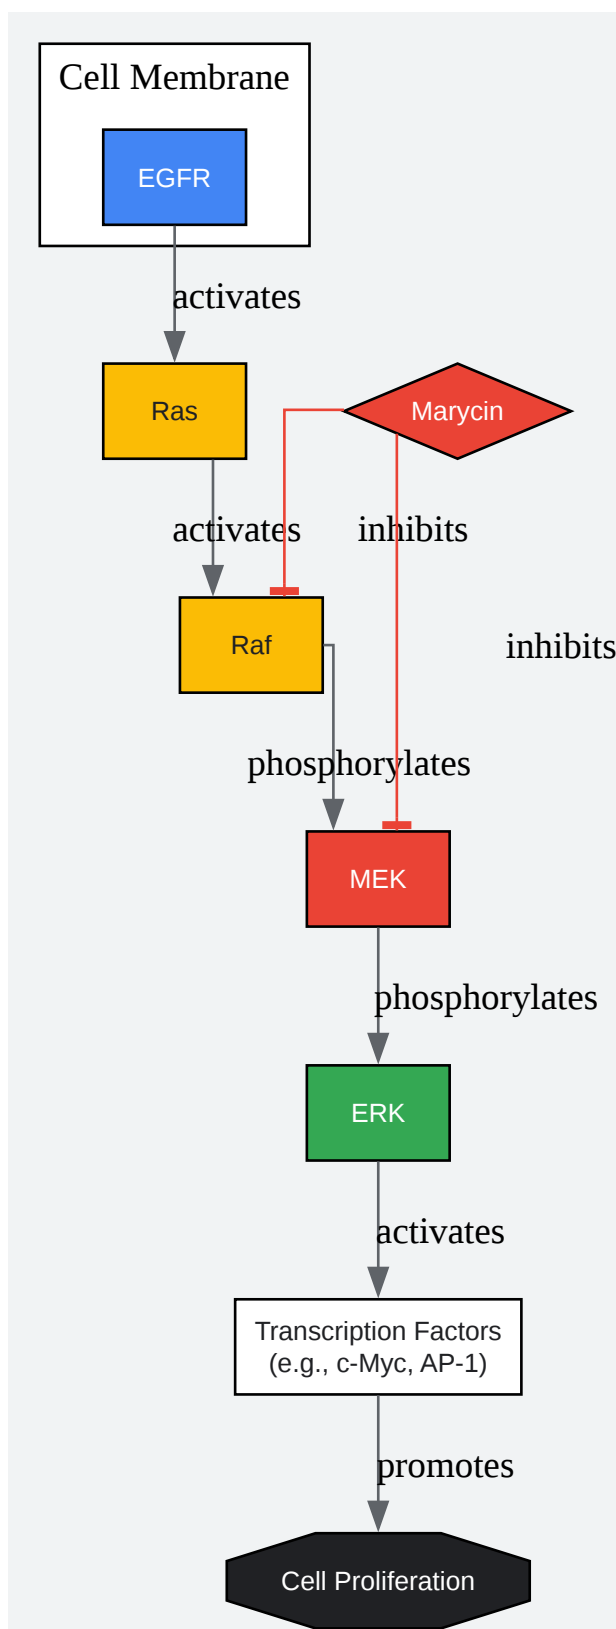 Cell Membrane
EGFR
activates
Ras
Marycin
activates
inhibits
Raf
inhibits
phosphorylates
MEK
phosphorylates
ERK
activates
Transcription Factors
(e.g., c-Myc, AP-1)
promotes
Cell Proliferation